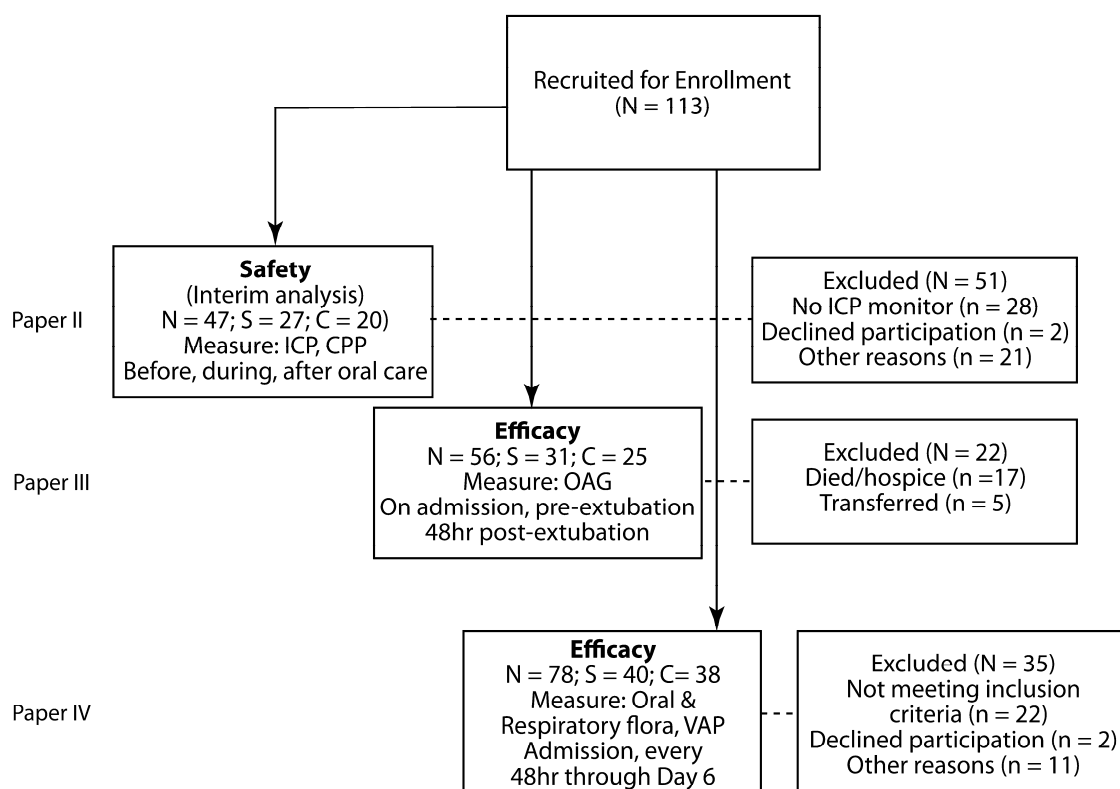 Recruited for Enrollment
(N = 113)
Paper II
Safety
(Interim analysis)
N = 47; S = 27; C = 20)
Measure: ICP, CPP
Before, during, after oral care
Excluded (N = 51)
No ICP monitor (n = 28)
Declined participation (n = 2)
Other reasons (n = 21)
Paper III
Efficacy
N = 56; S = 31; C = 25
Measure: OAG
On admission, pre-extubation
48hr post-extubation
Excluded (N = 22)
Died/hospice (n =17)
Transferred (n = 5)
Paper IV
Efficacy
N = 78; S = 40; C= 38
Measure: Oral &
Respiratory flora, VAP
Admission, every
48hr through Day 6
Excluded (N = 35)
Not meeting inclusion
criteria (n = 22)
Declined participation (n = 2)
Other reasons (n = 11)